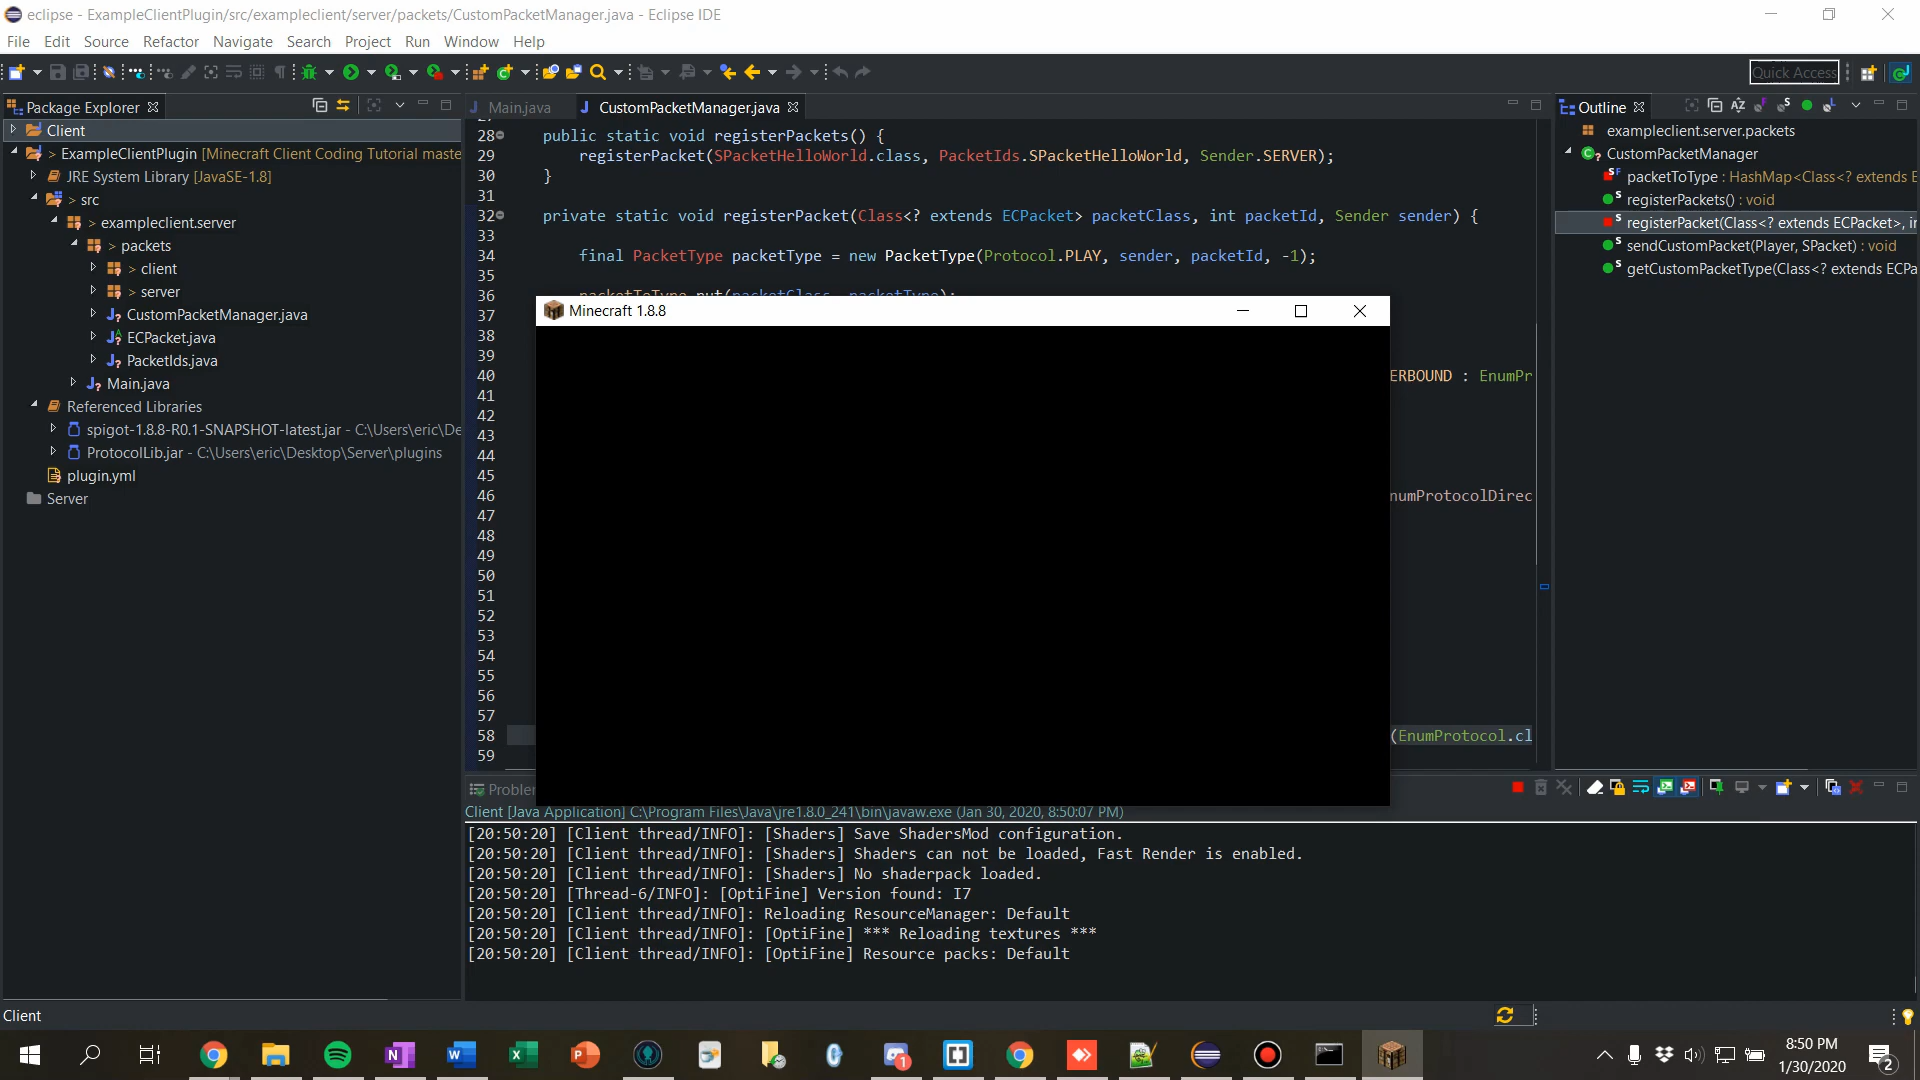 eclipse - ExampleClientPlugin/src/exampleclient/server/packets/CustomPacketManager.java - Eclipse IDE
File Edit Source Refactor Navigate Search Project Run Window Help
Quick Access
Package Explorer
Client
> ExampleClientPlugin [Minecraft Client Coding Tutorial maste
JRE System Library [JavaSE-1.8]
> src
> exampleclient.server
> packets
> client
> server
CustomPacketManager.java
ECPacket.java
PacketIds.java
Main.java
Referenced Libraries
spigot-1.8.8-R0.1-SNAPSHOT-latest.jar - C:\Users\eric\De
ProtocolLib.jar - C:\Users\eric\Desktop\Server\plugins
plugin.yml
Server
Main.java CustomPacketManager.java
28 public static void registerPackets() {
29 registerPacket(SPacketHelloWorld.class, PacketIds.SPacketHelloWorld, Sender.SERVER);
30 }
31
32 private static void registerPacket(Class<? extends ECPacket> packetClass, int packetId, Sender sender) {
33
34 final PacketType packetType = new PacketType(Protocol.PLAY, sender, packetId, -1);
35
36 packetToType.put(packetClass, packetType);
37
38
39
40 ERBOUND : EnumPr
41
42
43
44
45
46 numProtocolDirec
47
48
49
50
51
52
53
54
55
56
57
58 (EnumProtocol.cl
59
Minecraft 1.8.8
Outline
exampleclient.server.packets
CustomPacketManager
packetToType : HashMap<Class<? extends E
registerPackets() : void
registerPacket(Class<? extends ECPacket>, in
sendCustomPacket(Player, SPacket) : void
getCustomPacketType(Class<? extends ECPa
Problem
Client [Java Application] C:\Program Files\Java\jre1.8.0_241\bin\javaw.exe (Jan 30, 2020, 8:50:07 PM)
[20:50:20] [Client thread/INFO]: [Shaders] Save ShadersMod configuration.
[20:50:20] [Client thread/INFO]: [Shaders] Shaders can not be loaded, Fast Render is enabled.
[20:50:20] [Client thread/INFO]: [Shaders] No shaderpack loaded.
[20:50:20] [Thread-6/INFO]: [OptiFine] Version found: I7
[20:50:20] [Client thread/INFO]: Reloading ResourceManager: Default
[20:50:20] [Client thread/INFO]: [OptiFine] *** Reloading textures ***
[20:50:20] [Client thread/INFO]: [OptiFine] Resource packs: Default
Client
8:50 PM
1/30/2020
2